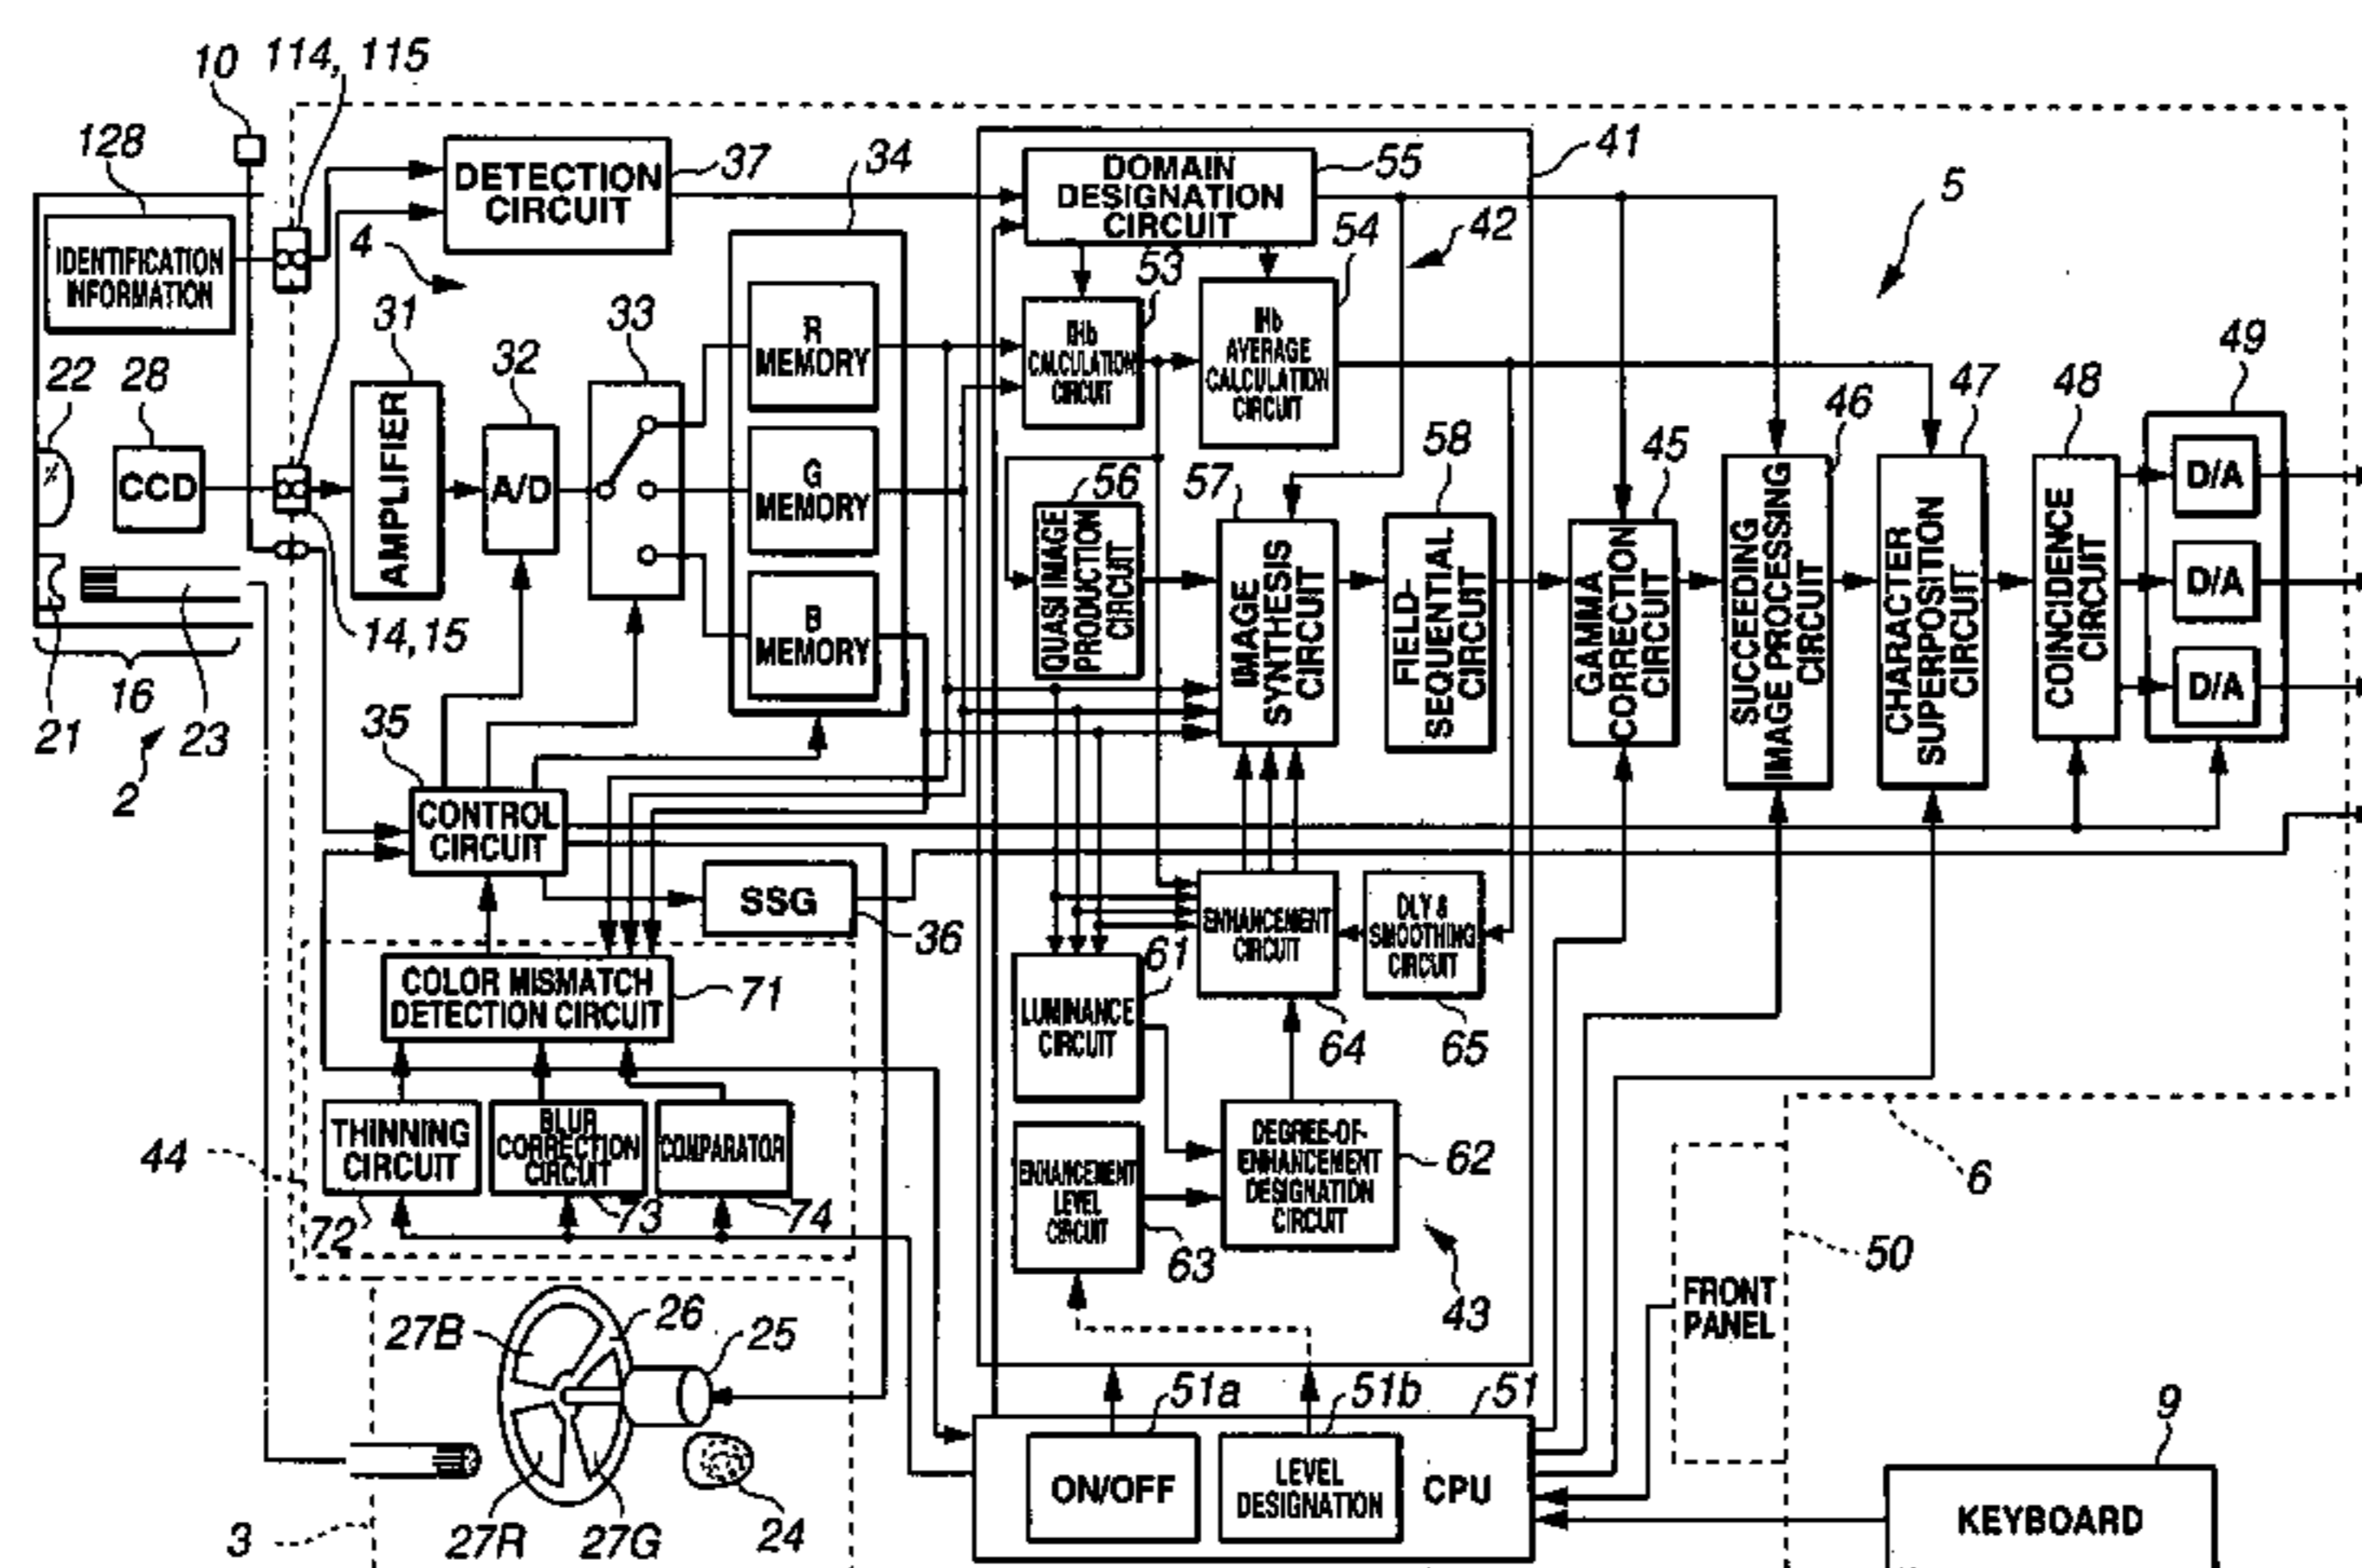 10
114, 115
128
DETECTION
CIRCUIT
37
34
DOMAIN
DESIGNATION
CIRCUIT
55
41
5
IDENTIFICATION
INFORMATION
4
42
54
53
31
32
33
R
MEMORY
IHb
CALCULATION
CIRCUIT
IHb
AVERAGE
CALCULATION
CIRCUIT
49
22
28
46
47
48
CCD
AMPLIFIER
A/D
G
MEMORY
56
57
58
45
D/A
QUASI IMAGE
PRODUCTION
CIRCUIT
IMAGE
SYNTHESIS
CIRCUIT
FIELD-
SEQUENTIAL
CIRCUIT
GAMMA
CORRECTION
CIRCUIT
SUCCEEDING
IMAGE PROCESSING
CIRCUIT
CHARACTER
SUPERPOSITION
CIRCUIT
COINCIDENCE
CIRCUIT
D/A
B
MEMORY
D/A
14, 15
16
21
23
2
35
CONTROL
CIRCUIT
SSG
36
ENHANCEMENT
CIRCUIT
DLY &
SMOOTHING
CIRCUIT
61
COLOR MISMATCH
DETECTION CIRCUIT
71
LUMINANCE
CIRCUIT
64
65
44
THINNING
CIRCUIT
BLUR
CORRECTION
CIRCUIT
COMPARATOR
DEGREE-OF-
ENHANCEMENT
DESIGNATION
CIRCUIT
62
ENHANCEMENT
LEVEL
CIRCUIT
6
72
73
74
63
43
50
FRONT
PANEL
27B
26
25
51a
51b
51
9
ON/OFF
LEVEL
DESIGNATION
CPU
KEYBOARD
3
27R
27G
24